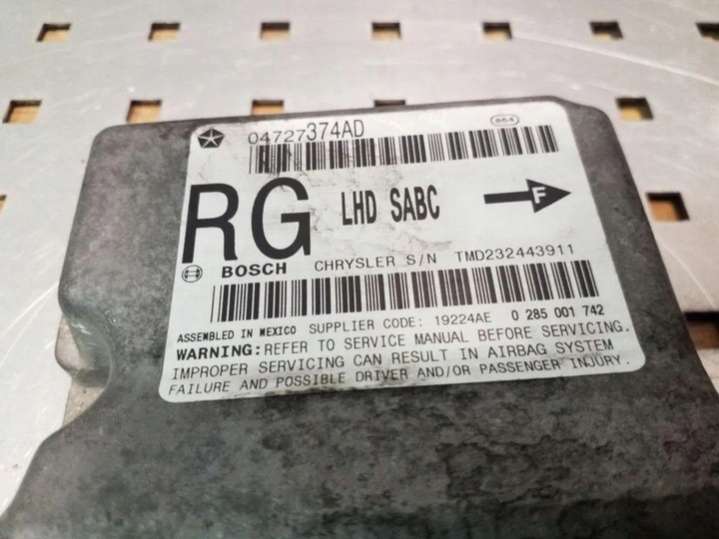 04727374AD
864
RG
LHD SABC
F
BOSCH CHRYSLER S/N TMD232443911
ASSEMBLED IN MEXICO SUPPLIER CODE: 19224AE 0 285 001 742
WARNING: REFER TO SERVICE MANUAL BEFORE SERVICING.
IMPROPER SERVICING CAN RESULT IN AIRBAG SYSTEM
FAILURE AND POSSIBLE DRIVER AND/OR PASSENGER INJURY.